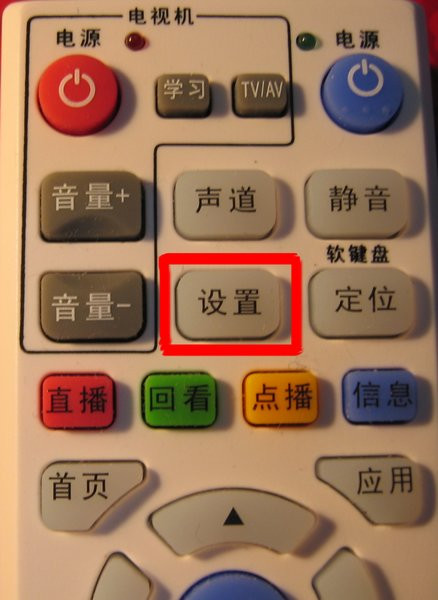 电视机
电源
电源
学习
TV/AV
音量+
声道
静音
软键盘
音量-
设置
定位
直播
回看
点播
信息
首页
应用